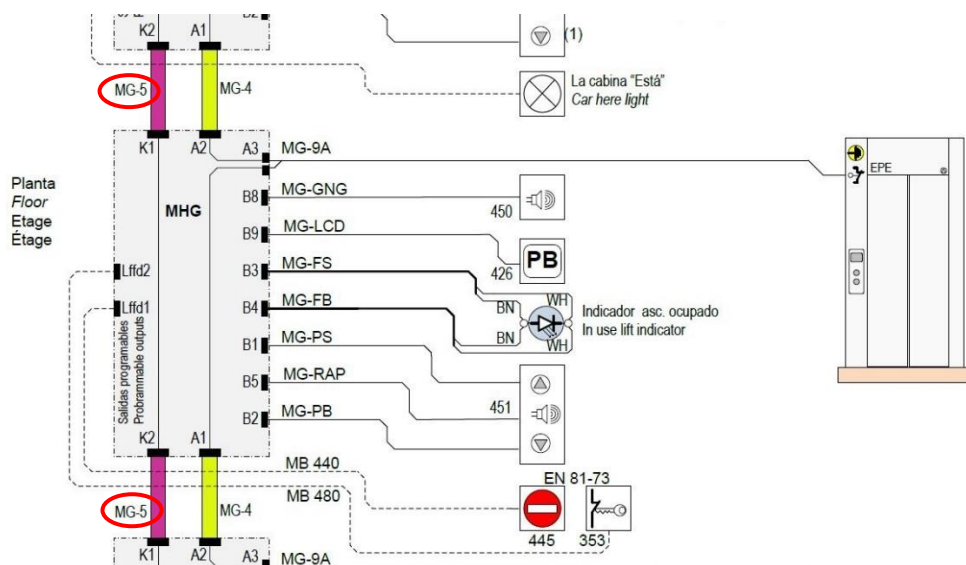 K2 A1
(1)
MG-5 MG-4
La cabina "Está"
Car here light
K1 A2 A3 MG-9A
EPE
Planta
Floor
Etage
Étage
MHG
B8 MG-GNG
450
B9 MG-LCD
426 PB
Lffd2
B3 MG-FS
WH
BN
Lffd1
B4 MG-FB
Indicador asc. ocupado
In use lift indicator
BN
WH
Salidas programables
Probrammable outputs
B1 MG-PS
B5 MG-RAP
451
B2 MG-PB
K2 A1
MB 440
EN 81-73
MB 480
MG-5 MG-4
445 353
K1 A2 A3 MG-9A